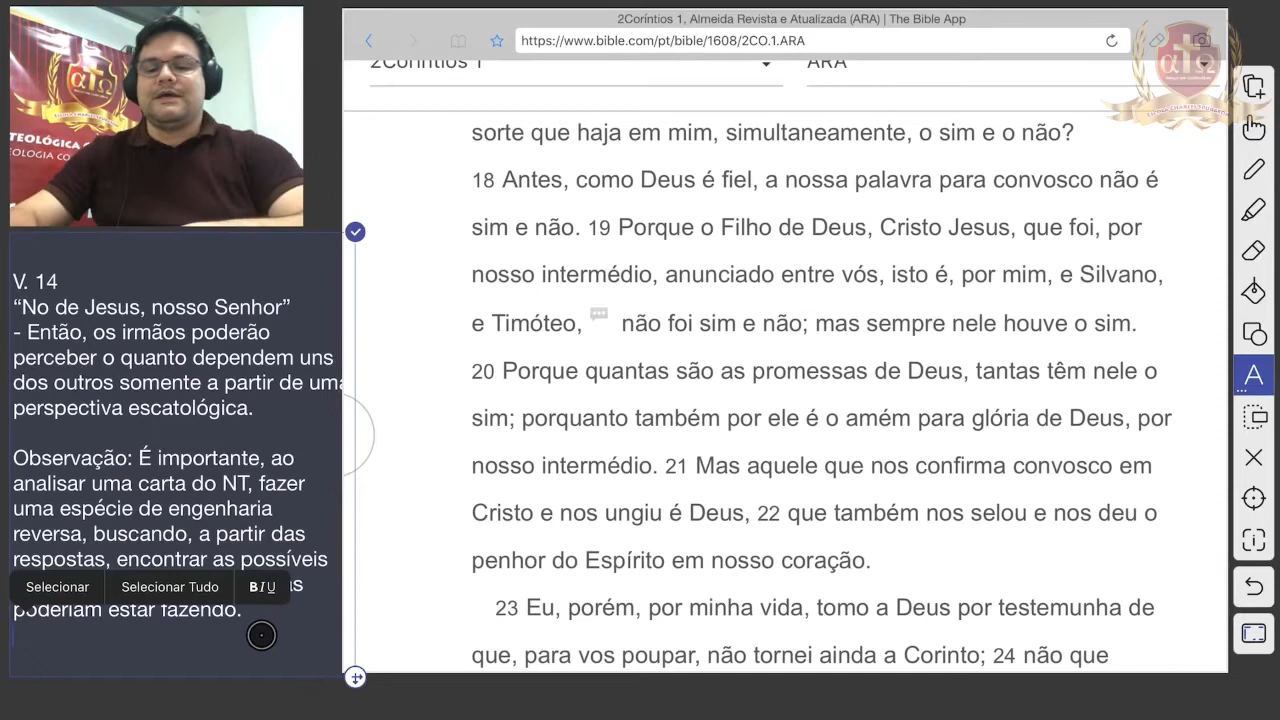 2Coríntios 1, Almeida Revista e Atualizada (ARA) | The Bible App
https://www.bible.com/pt/bible/1608/2CO.1.ARA
2Coríntios 1
ARA
TEOLÓGICA
TEOLOGIA CO
ESCOLA CHARLES SPURGEON
sorte que haja em mim, simultaneamente, o sim e o não?
18 Antes, como Deus é fiel, a nossa palavra para convosco não é
sim e não. 19 Porque o Filho de Deus, Cristo Jesus, que foi, por
nosso intermédio, anunciado entre vós, isto é, por mim, e Silvano,
e Timóteo, não foi sim e não; mas sempre nele houve o sim.
20 Porque quantas são as promessas de Deus, tantas têm nele o
sim; porquanto também por ele é o amém para glória de Deus, por
nosso intermédio. 21 Mas aquele que nos confirma convosco em
Cristo e nos ungiu é Deus, 22 que também nos selou e nos deu o
penhor do Espírito em nosso coração.
23 Eu, porém, por minha vida, tomo a Deus por testemunha de
que, para vos poupar, não tornei ainda a Corinto; 24 não que
V. 14
“No de Jesus, nosso Senhor”
- Então, os irmãos poderão
perceber o quanto dependem uns
dos outros somente a partir de uma
perspectiva escatológica.
Observação: É importante, ao
analisar uma carta do NT, fazer
uma espécie de engenharia
reversa, buscando, a partir das
respostas, encontrar as possíveis
Selecionar Selecionar Tudo BIU
poderiam estar fazendo.
A